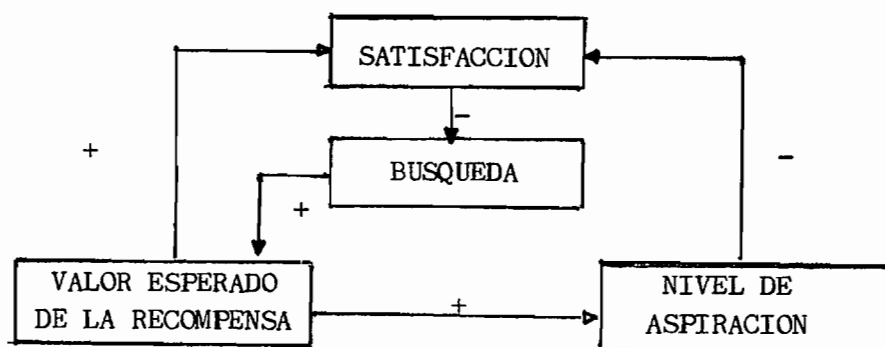 SATISFACCION
-
+
-
BUSQUEDA
+
VALOR ESPERADO
DE LA RECOMPENSA
+
NIVEL DE
ASPIRACION